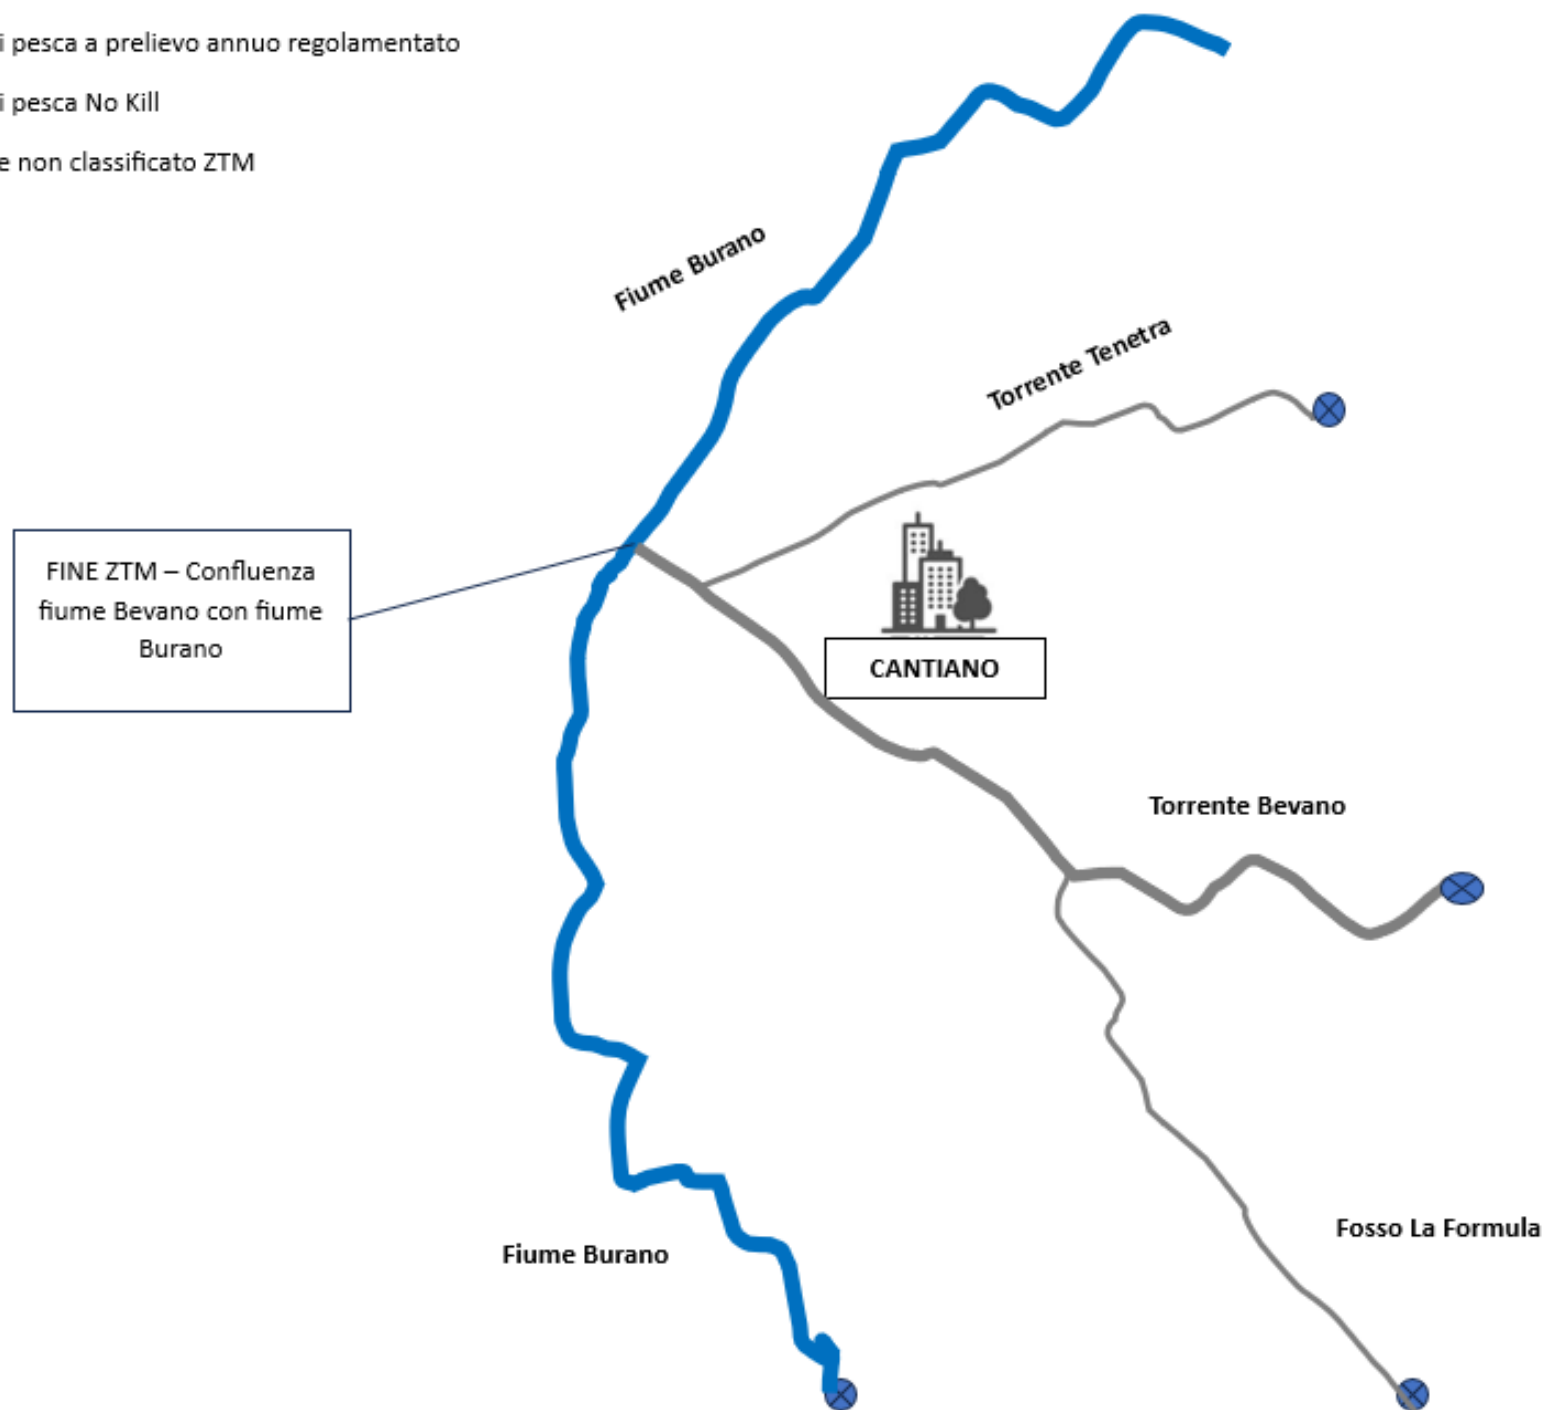 i pesca a prelievo annuo regolamentato
i pesca No Kill
e non classificato ZTM
Fiume Burano
Torrente Tenetra
FINE ZTM – Confluenza
fiume Bevano con fiume
Burano
CANTIANO
Torrente Bevano
Fosso La Formula
Fiume Burano